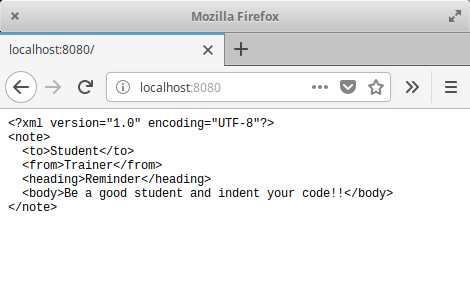 Mozilla Firefox
localhost:8080/
localhost:8080
<?xml version="1.0" encoding="UTF-8"?>
<note>
  <to>Student</to>
  <from>Trainer</from>
  <heading>Reminder</heading>
  <body>Be a good student and indent your code!!</body>
</note>